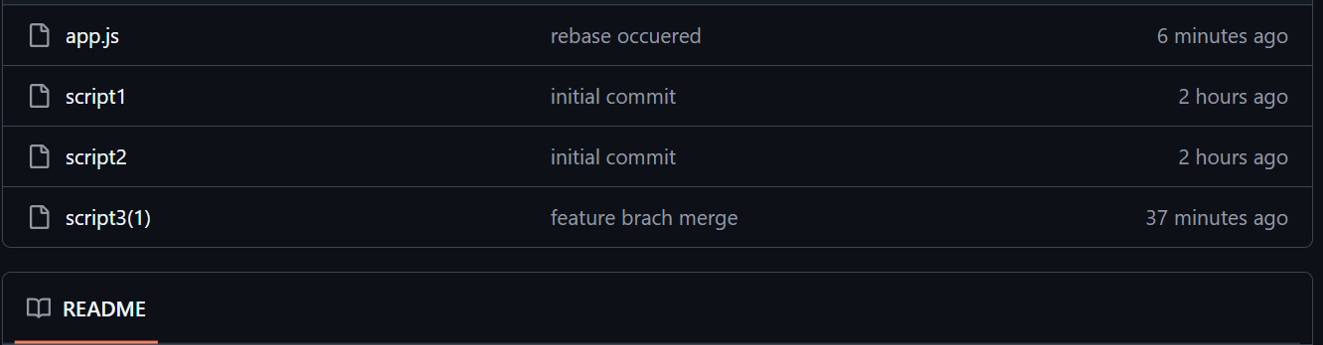 app.js rebase occuered 6 minutes ago
script1 initial commit 2 hours ago
script2 initial commit 2 hours ago
script3(1) feature brach merge 37 minutes ago
README